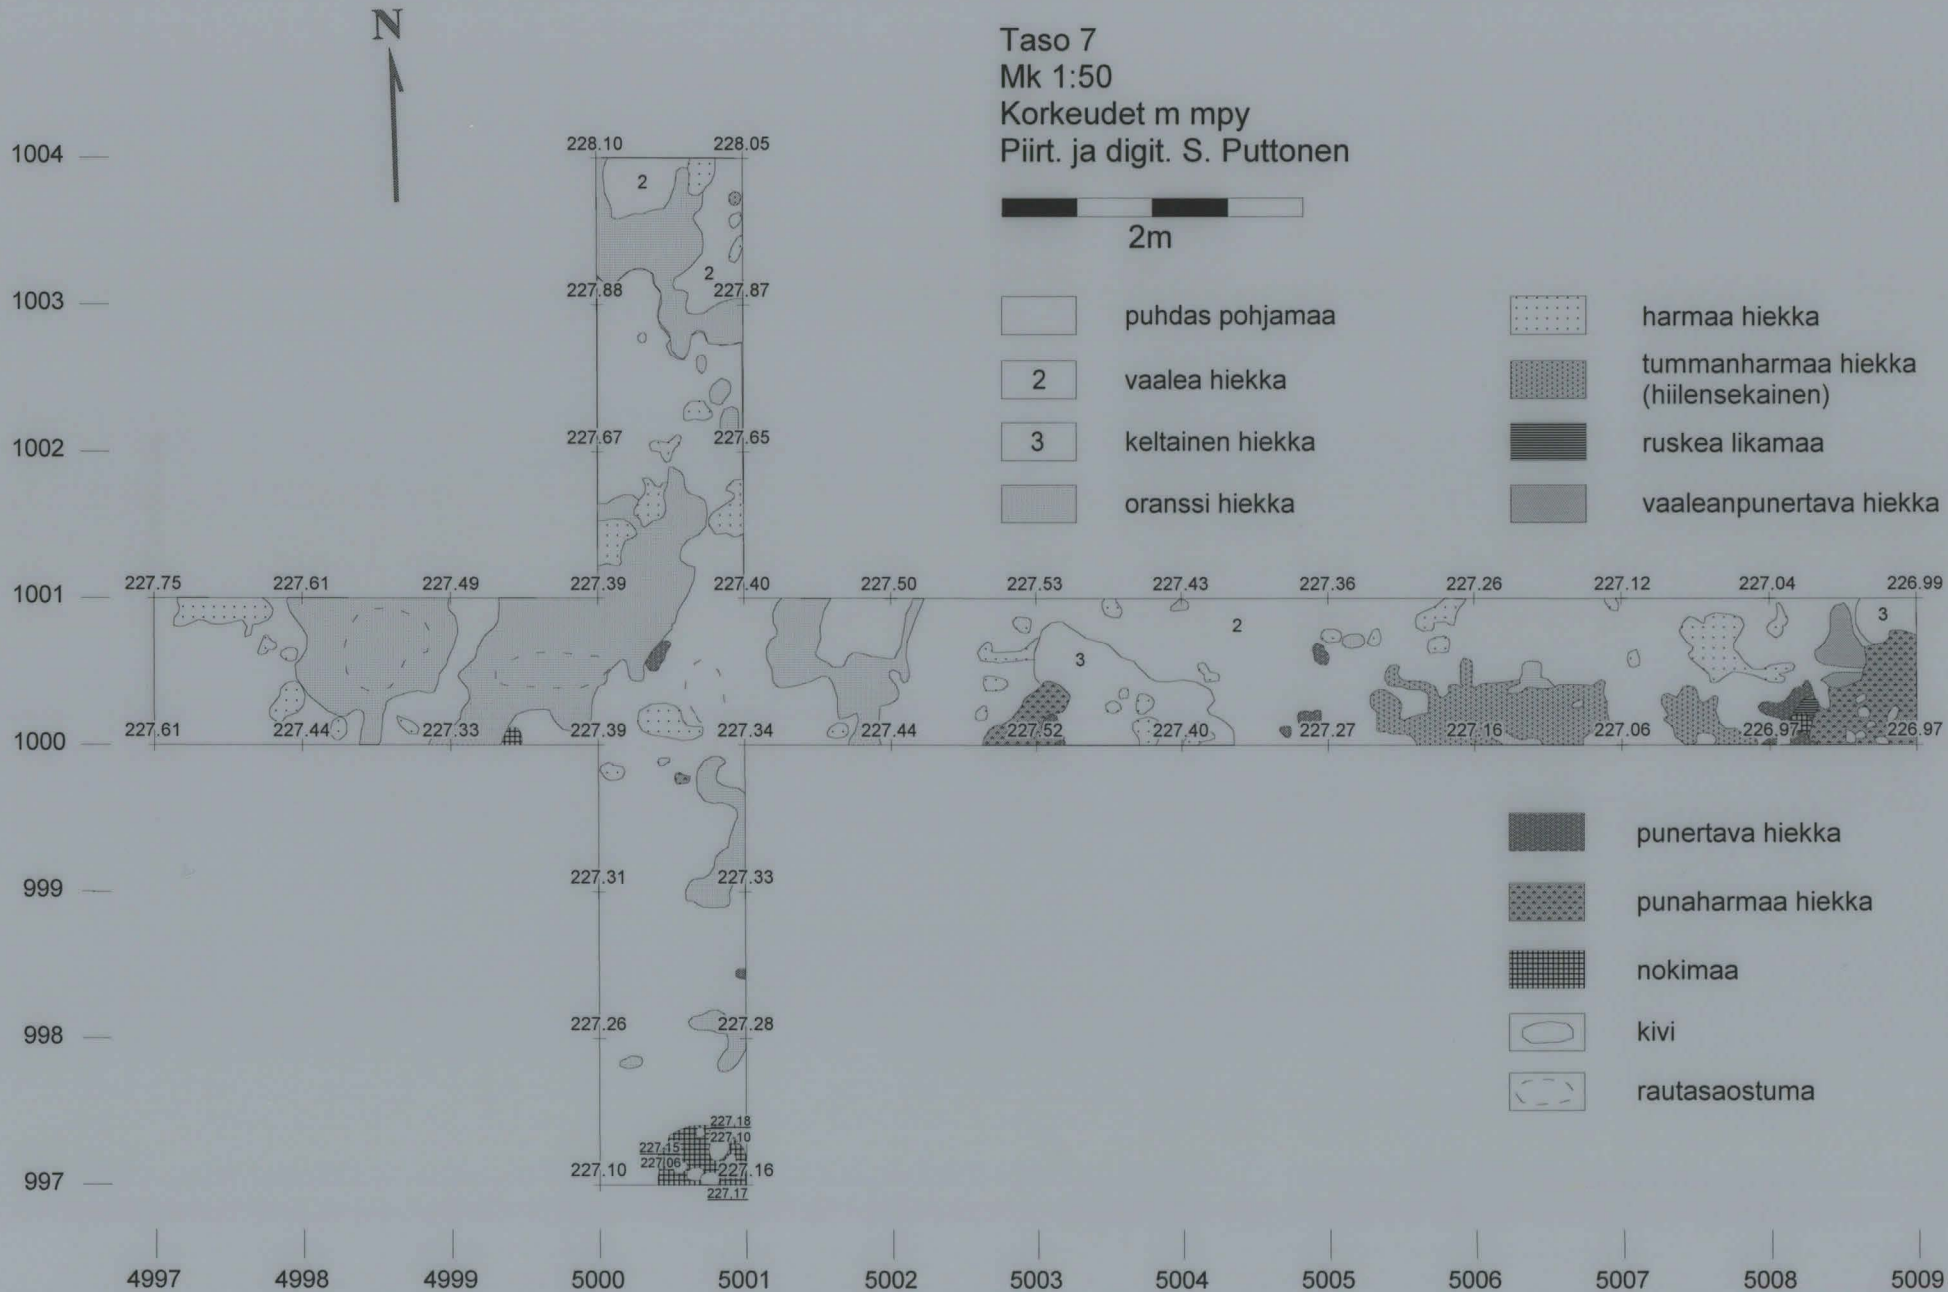 N
Taso 7
Mk 1:50
Korkeudet m mpy
Piirt. ja digit. S. Puttonen
2m
puhdas pohjamaa
2 vaalea hiekka
3 keltainen hiekka
oranssi hiekka
harmaa hiekka
tummanharmaa hiekka
(hiilensekainen)
ruskea likamaa
vaaleanpunertava hiekka
1004
228.10 228.05
2
2
1003
227.88 227.87
1002
227.67 227.65
227.75 227.61 227.49 227.39 227.40 227.50 227.53 227.43 227.36 227.26 227.12 227.04 226.99
1001
3
2
3
1000
227.61 227.44 227.33 227.39 227.34 227.44 227.52 227.40 227.27 227.16 227.06 226.97 226.97
punertava hiekka
punaharmaa hiekka
nokimaa
kivi
rautasaostuma
999
227.31 227.33
998
227.26 227.28
227.18
227.10
227.15
227.06
997
227.10 227.16
227.17
4997 4998 4999 5000 5001 5002 5003 5004 5005 5006 5007 5008 5009